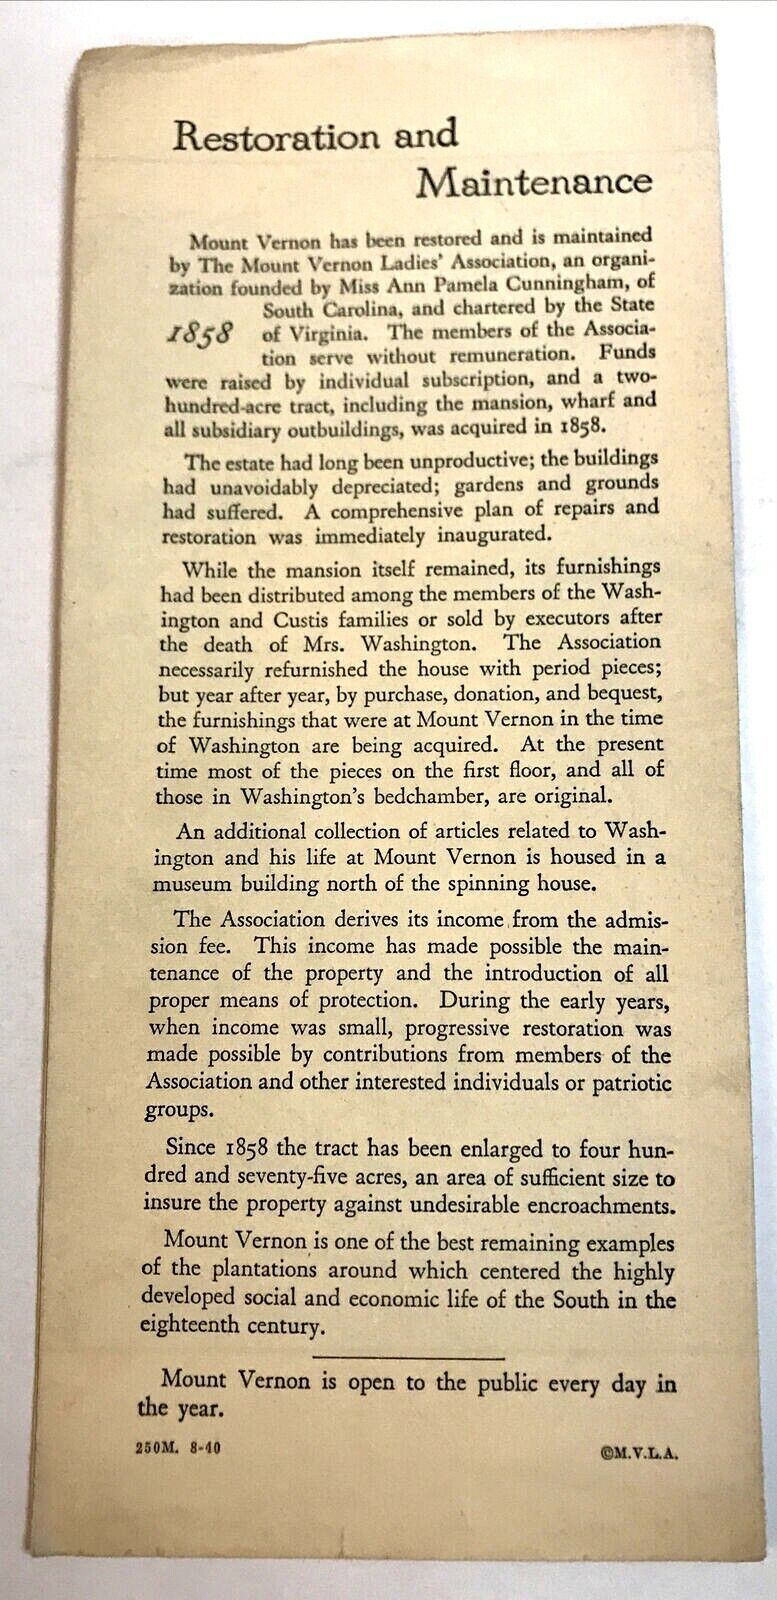 Restoration and
Maintenance
Mount Vernon has been restored and is maintained
by The Mount Vernon Ladies' Association, an organi-
zation founded by Miss Ann Pamela Cunningham, of
South Carolina, and chartered by the State
1858 of Virginia. The members of the Associa-
tion serve without remuneration. Funds
were raised by individual subscription, and a two-
hundred-acre tract, including the mansion, wharf and
all subsidiary outbuildings, was acquired in 1858.
The estate had long been unproductive; the buildings
had unavoidably depreciated; gardens and grounds
had suffered. A comprehensive plan of repairs and
restoration was immediately inaugurated.
While the mansion itself remained, its furnishings
had been distributed among the members of the Wash-
ington and Custis families or sold by executors after
the death of Mrs. Washington. The Association
necessarily refurnished the house with period pieces;
but year after year, by purchase, donation, and bequest,
the furnishings that were at Mount Vernon in the time
of Washington are being acquired. At the present
time most of the pieces on the first floor, and all of
those in Washington's bedchamber, are original.
An additional collection of articles related to Wash-
ington and his life at Mount Vernon is housed in a
museum building north of the spinning house.
The Association derives its income from the admis-
sion fee. This income has made possible the main-
tenance of the property and the introduction of all
proper means of protection. During the early years,
when income was small, progressive restoration was
made possible by contributions from members of the
Association and other interested individuals or patriotic
groups.
Since 1858 the tract has been enlarged to four hun-
dred and seventy-five acres, an area of sufficient size to
insure the property against undesirable encroachments.
Mount Vernon is one of the best remaining examples
of the plantations around which centered the highly
developed social and economic life of the South in the
eighteenth century.
Mount Vernon is open to the public every day in
the year.
250M. 8-40
©M.V.L.A.